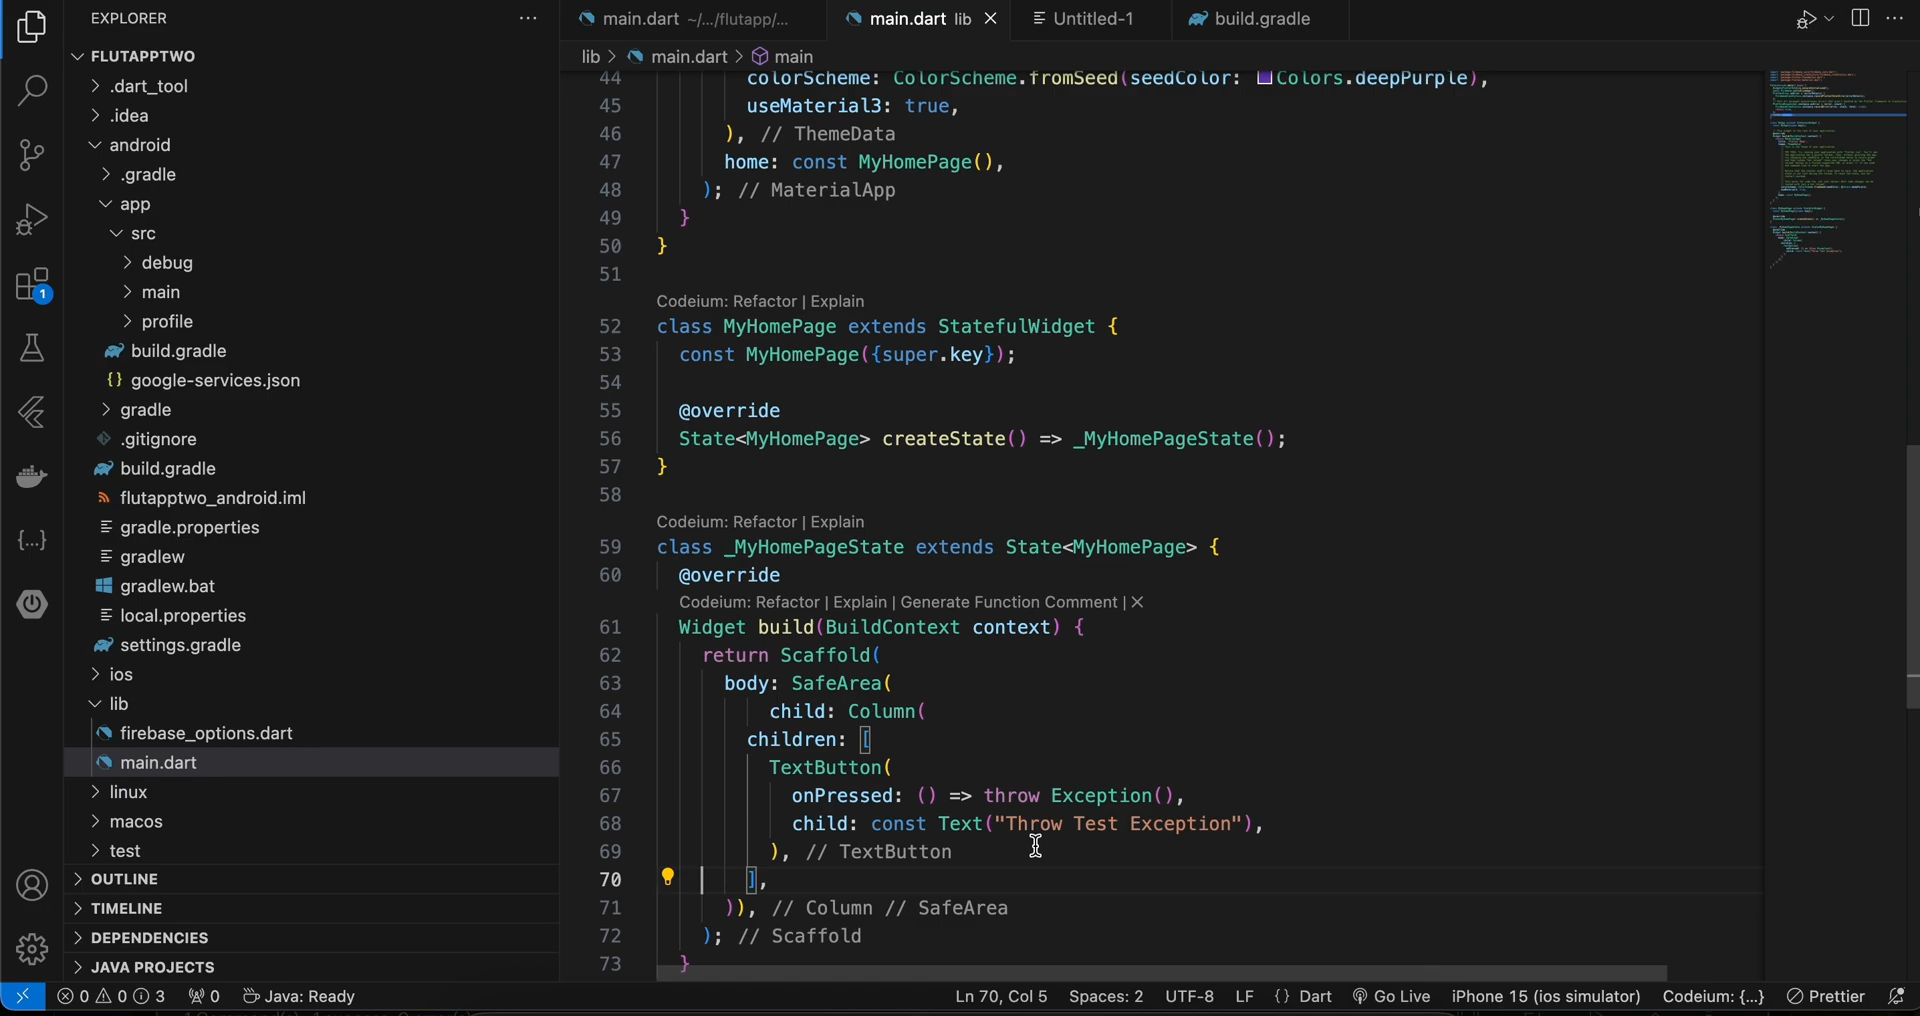 EXPLORER
FLUTAPPTWO
.dart_tool
.idea
android
.gradle
app
src
debug
main
profile
build.gradle
{} google-services.json
gradle
.gitignore
build.gradle
flutapptwo_android.iml
gradle.properties
gradlew
gradlew.bat
local.properties
settings.gradle
ios
lib
firebase_options.dart
main.dart
linux
macos
test
OUTLINE
TIMELINE
DEPENDENCIES
JAVA PROJECTS
1
{...}
main.dart ~/.../flutapp/...
main.dart lib
Untitled-1
build.gradle
lib > main.dart > main
44 colorScheme: ColorScheme.fromSeed(seedColor: Colors.deepPurple),
45 useMaterial3: true,
46 ), // ThemeData
47 home: const MyHomePage(),
48 ); // MaterialApp
49 }
50 }
51
Codeium: Refactor | Explain
52 class MyHomePage extends StatefulWidget {
53 const MyHomePage({super.key});
54
55 @override
56 State<MyHomePage> createState() => _MyHomePageState();
57 }
58
Codeium: Refactor | Explain
59 class _MyHomePageState extends State<MyHomePage> {
60 @override
Codeium: Refactor | Explain | Generate Function Comment | X
61 Widget build(BuildContext context) {
62 return Scaffold(
63 body: SafeArea(
64 child: Column(
65 children: [
66 TextButton(
67 onPressed: () => throw Exception(),
68 child: const Text("Throw Test Exception"),
69 ), // TextButton
70 ],
71 )), // Column // SafeArea
72 ); // Scaffold
73 }
0 0 3 0 Java: Ready Ln 70, Col 5 Spaces: 2 UTF-8 LF {} Dart Go Live iPhone 15 (ios simulator) Codeium: {...} Prettier